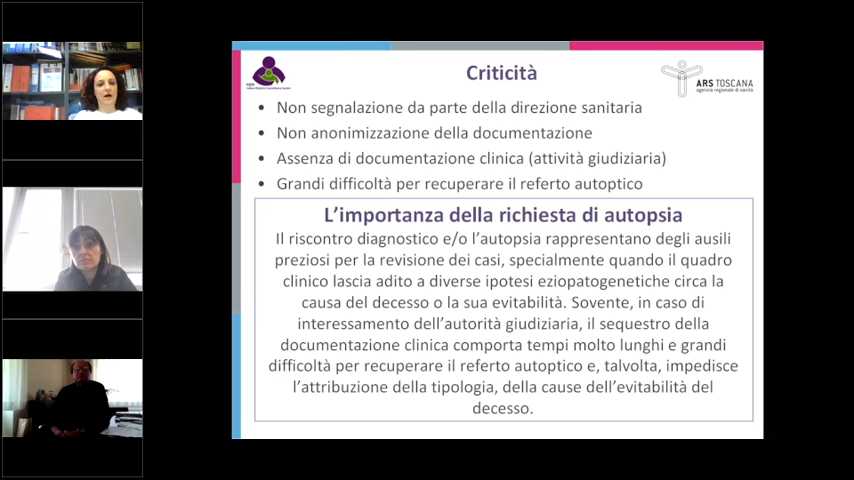 Criticità
ARS TOSCANA
agenzia regionale di sanità
• Non segnalazione da parte della direzione sanitaria
• Non anonimizzazione della documentazione
• Assenza di documentazione clinica (attività giudiziaria)
• Grandi difficoltà per recuperare il referto autoptico
L'importanza della richiesta di autopsia
Il riscontro diagnostico e/o l'autopsia rappresentano degli ausili
preziosi per la revisione dei casi, specialmente quando il quadro
clinico lascia adito a diverse ipotesi eziopatogenetiche circa la
causa del decesso o la sua evitabilità. Sovente, in caso di
interessamento dell'autorità giudiziaria, il sequestro della
documentazione clinica comporta tempi molto lunghi e grandi
difficoltà per recuperare il referto autoptico e, talvolta, impedisce
l'attribuzione della tipologia, della cause dell'evitabilità del
decesso.